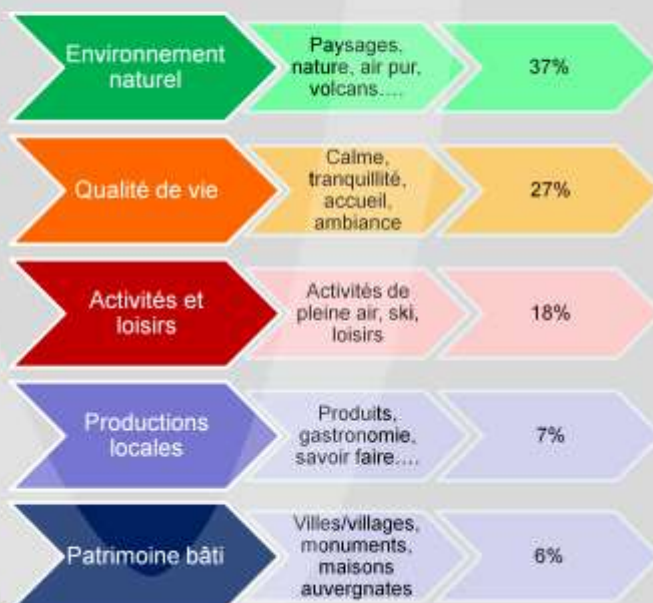 Environnement
naturel
Paysages,
nature, air pur,
volcans....
37%
Qualité de vie
Calme,
tranquillité,
accueil,
ambiance
27%
Activités et
loisirs
Activités de
pleine air, ski,
loisirs
18%
Productions
locales
Produits,
gastronomie,
savoir faire....
7%
Patrimoine bâti
Villes/villages,
monuments,
maisons
auvergnates
6%